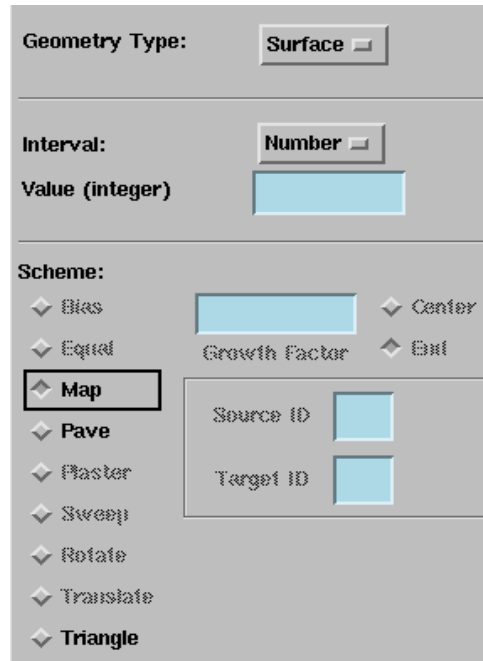 Geometry Type: Surface
Interval: Number
Value (integer)
Scheme:
Bias Center
Equal Growth Factor End
Map
Source ID
Pave
Plaster Target ID
Sweep
Rotate
Translate
Triangle